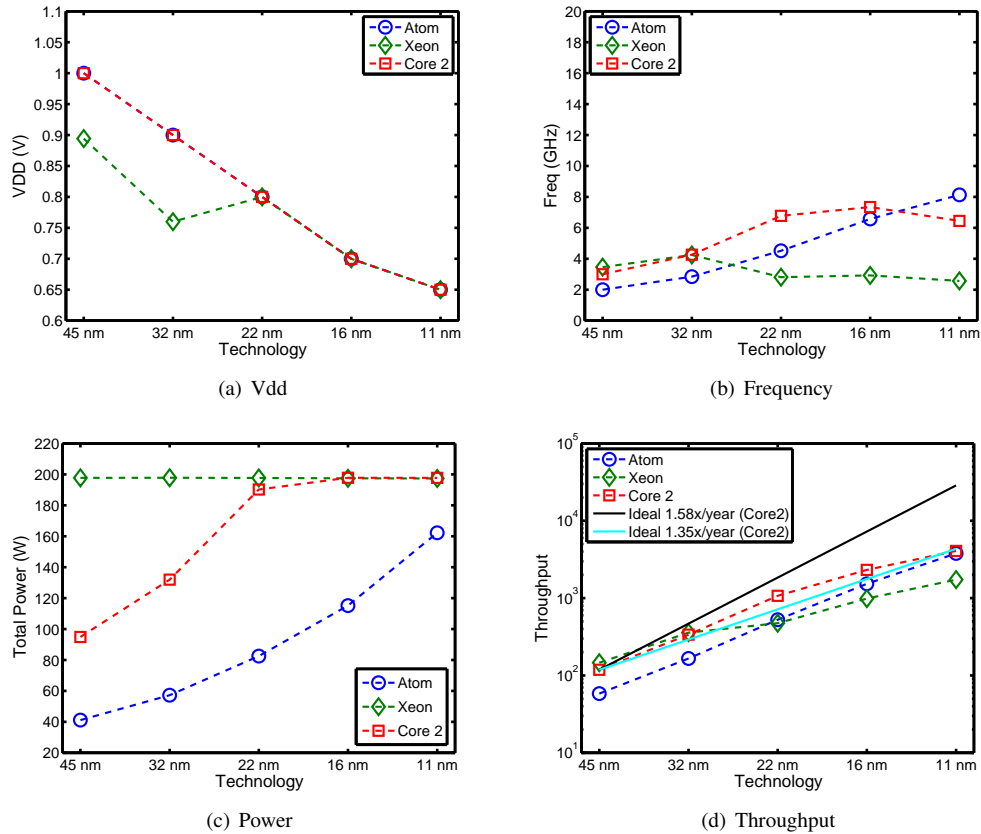 1.1
1.05
1
0.95
0.9
0.85
0.8
0.75
0.7
0.65
0.6
VDD (V)
45 nm 32 nm 22 nm 16 nm 11 nm
Technology
Atom
Xeon
Core 2
(a) Vdd
20
18
16
14
12
10
8
6
4
2
0
Freq (GHz)
45 nm 32 nm 22 nm 16 nm 11 nm
Technology
Atom
Xeon
Core 2
(b) Frequency
220
200
180
160
140
120
100
80
60
40
20
Total Power (W)
45 nm 32 nm 22 nm 16 nm 11 nm
Technology
Atom
Xeon
Core 2
(c) Power
10^5
10^4
10^3
10^2
10^1
Throughput
45 nm 32 nm 22 nm 16 nm 11 nm
Technology
Atom
Xeon
Core 2
Ideal 1.58x/year (Core2)
Ideal 1.35x/year (Core2)
(d) Throughput